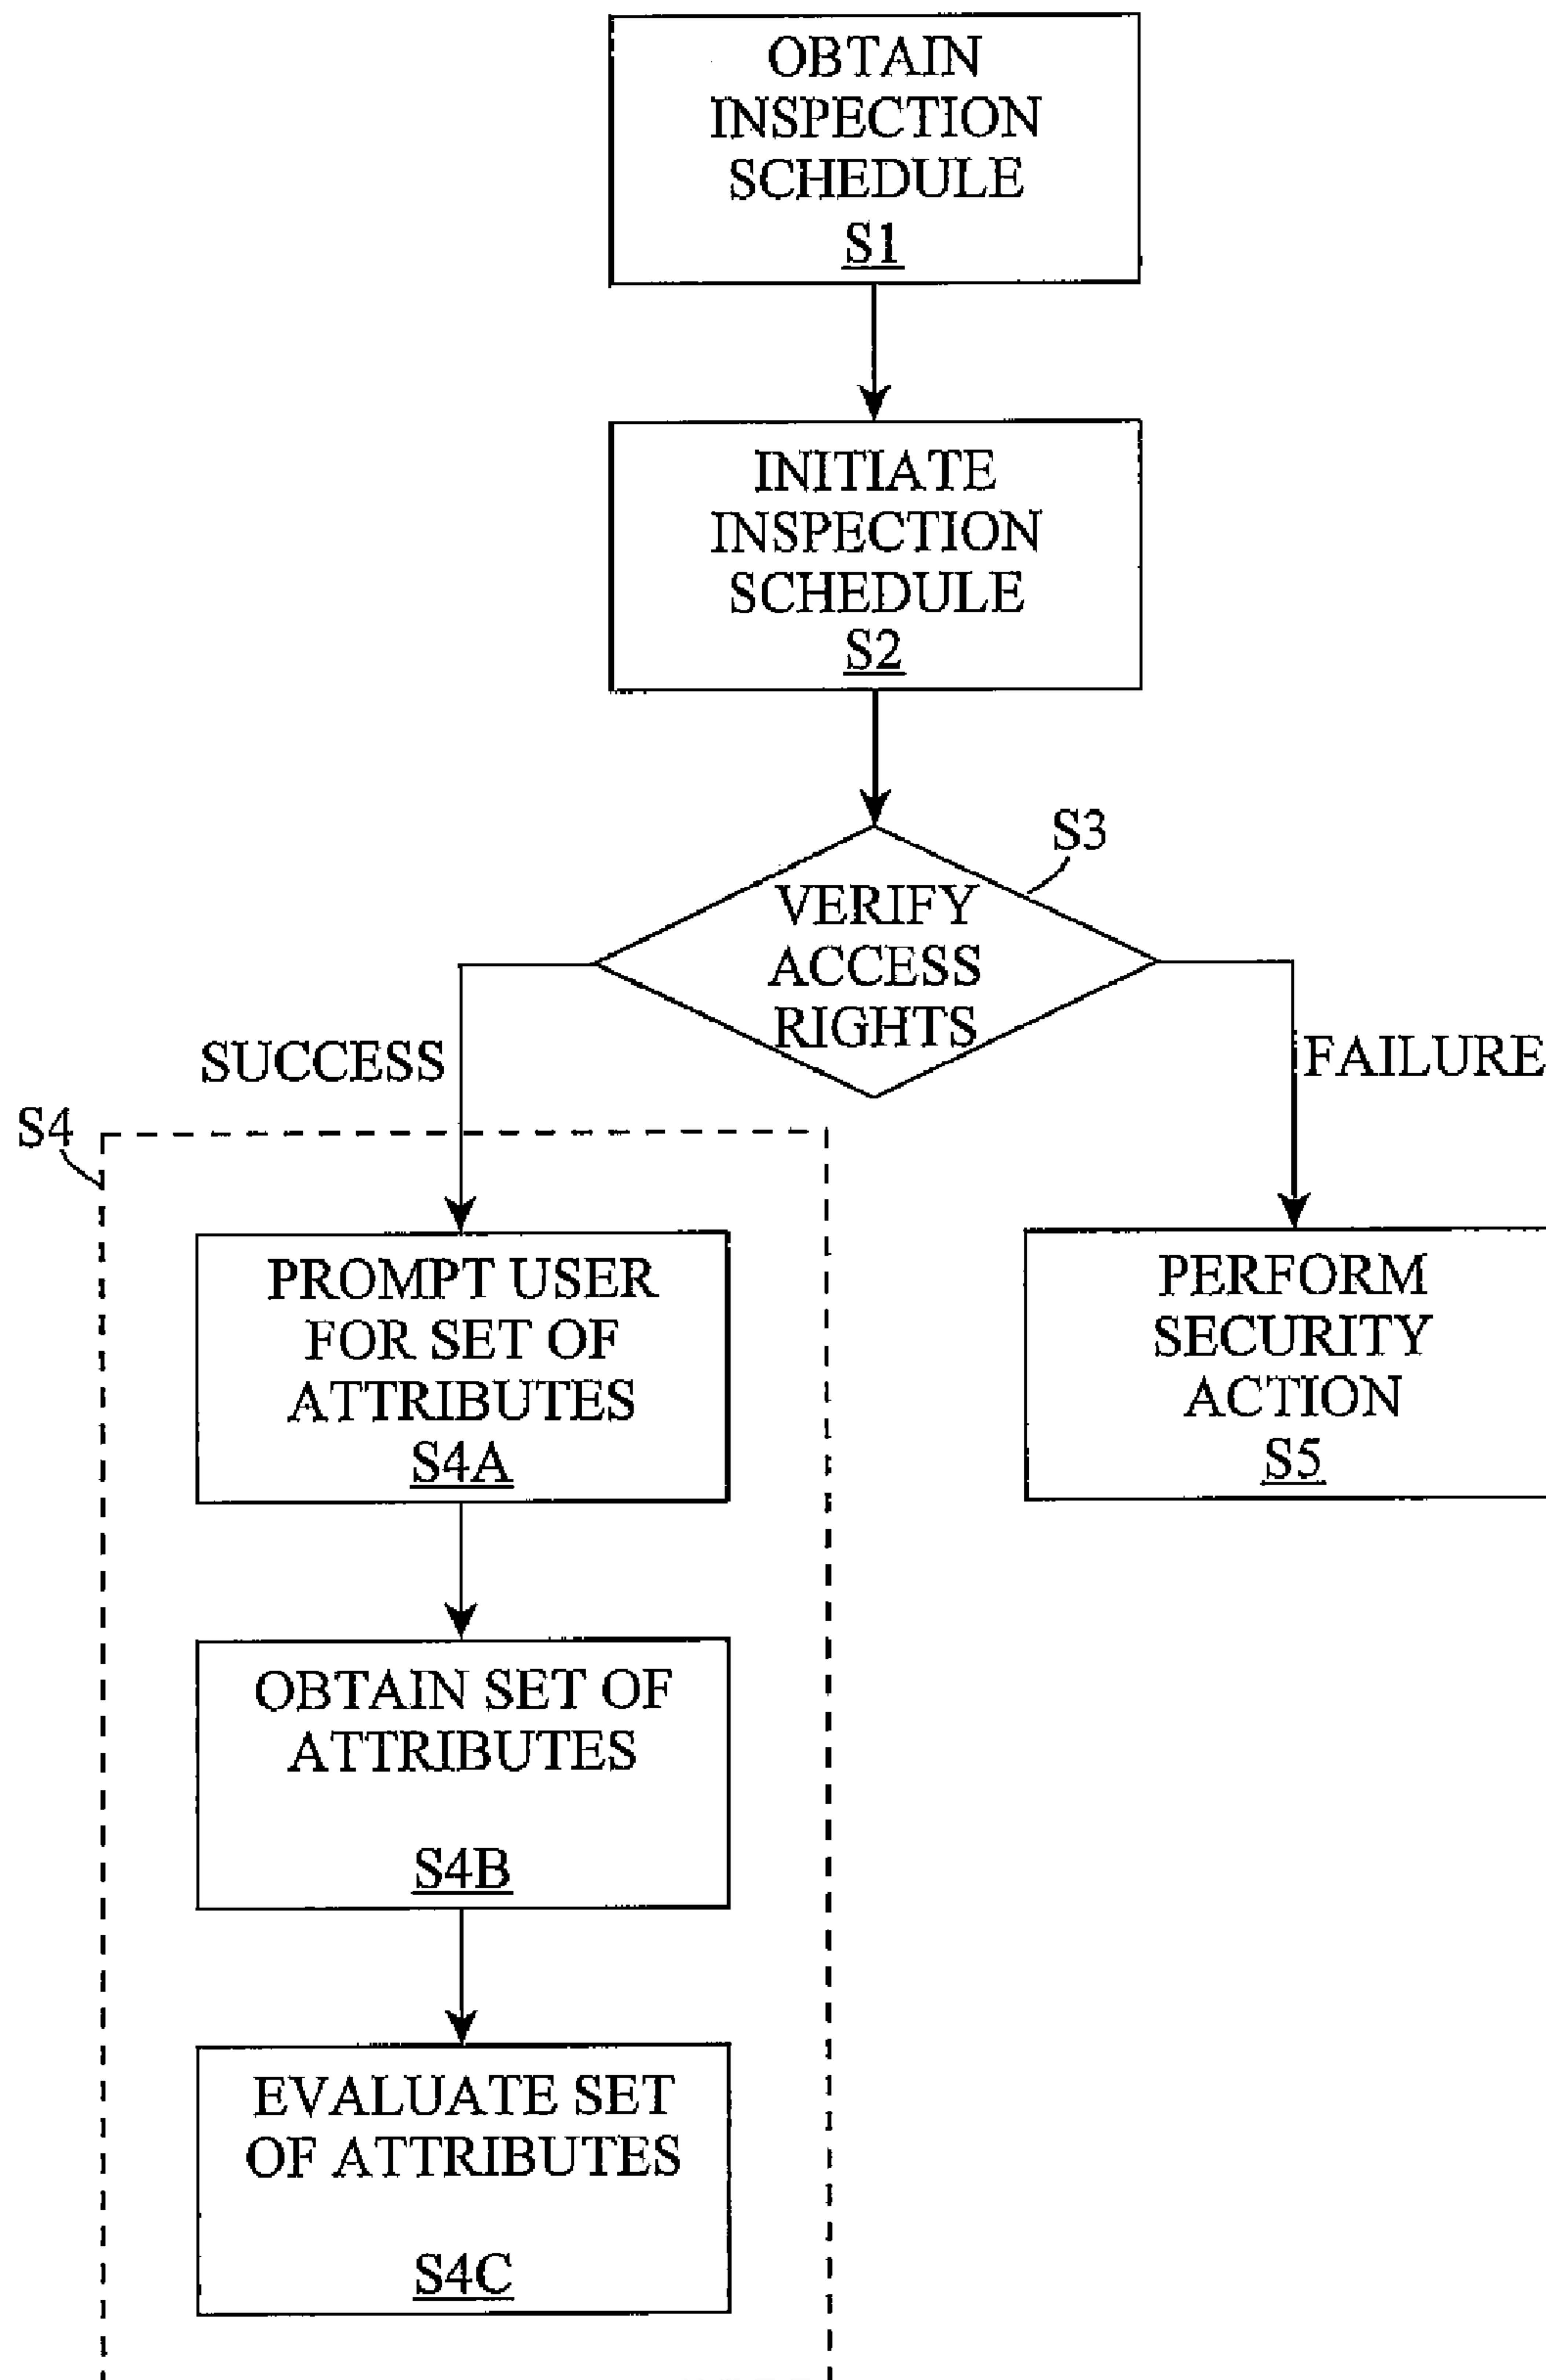 OBTAIN
INSPECTION
SCHEDULE
S1
INITIATE
INSPECTION
SCHEDULE
S2
S3
VERIFY
ACCESS
RIGHTS
SUCCESS
FAILURE
S4
PROMPT USER
FOR SET OF
ATTRIBUTES
S4A
PERFORM
SECURITY
ACTION
S5
OBTAIN SET OF
ATTRIBUTES
S4B
EVALUATE SET
OF ATTRIBUTES
S4C